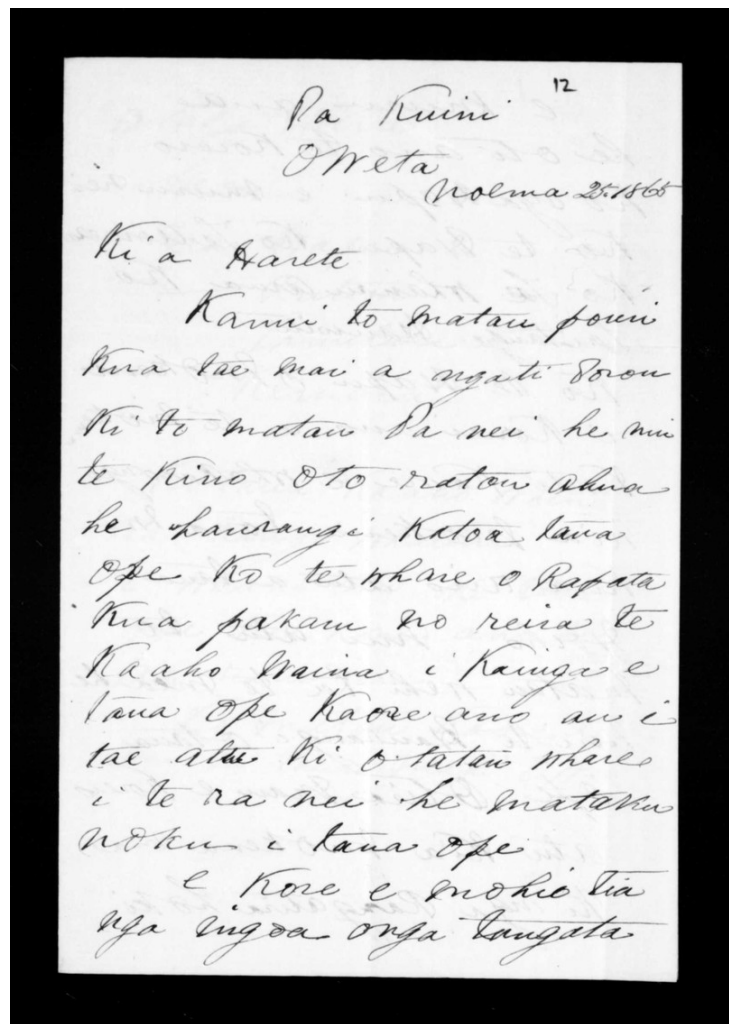 12
Pa Kuini
Oweta
Noema 25. 1865
Ki a Harete
Kanui to matau pouri
Kua tae mai a ngati Porou
Ki to matau Pa nei he nui
te Kino o to ratou ahua
he haurangi Katoa taua
ope Ko te whare o Rapata
Kua pakaru no reira te
Kaaho Waina i Kainga e
taua ope Kaore ano au i
tae atu Ki o tatau whare
i te ra nei he mataku
noku i taua ope
e Kore e mohio tia
nga ingoa onga tangata